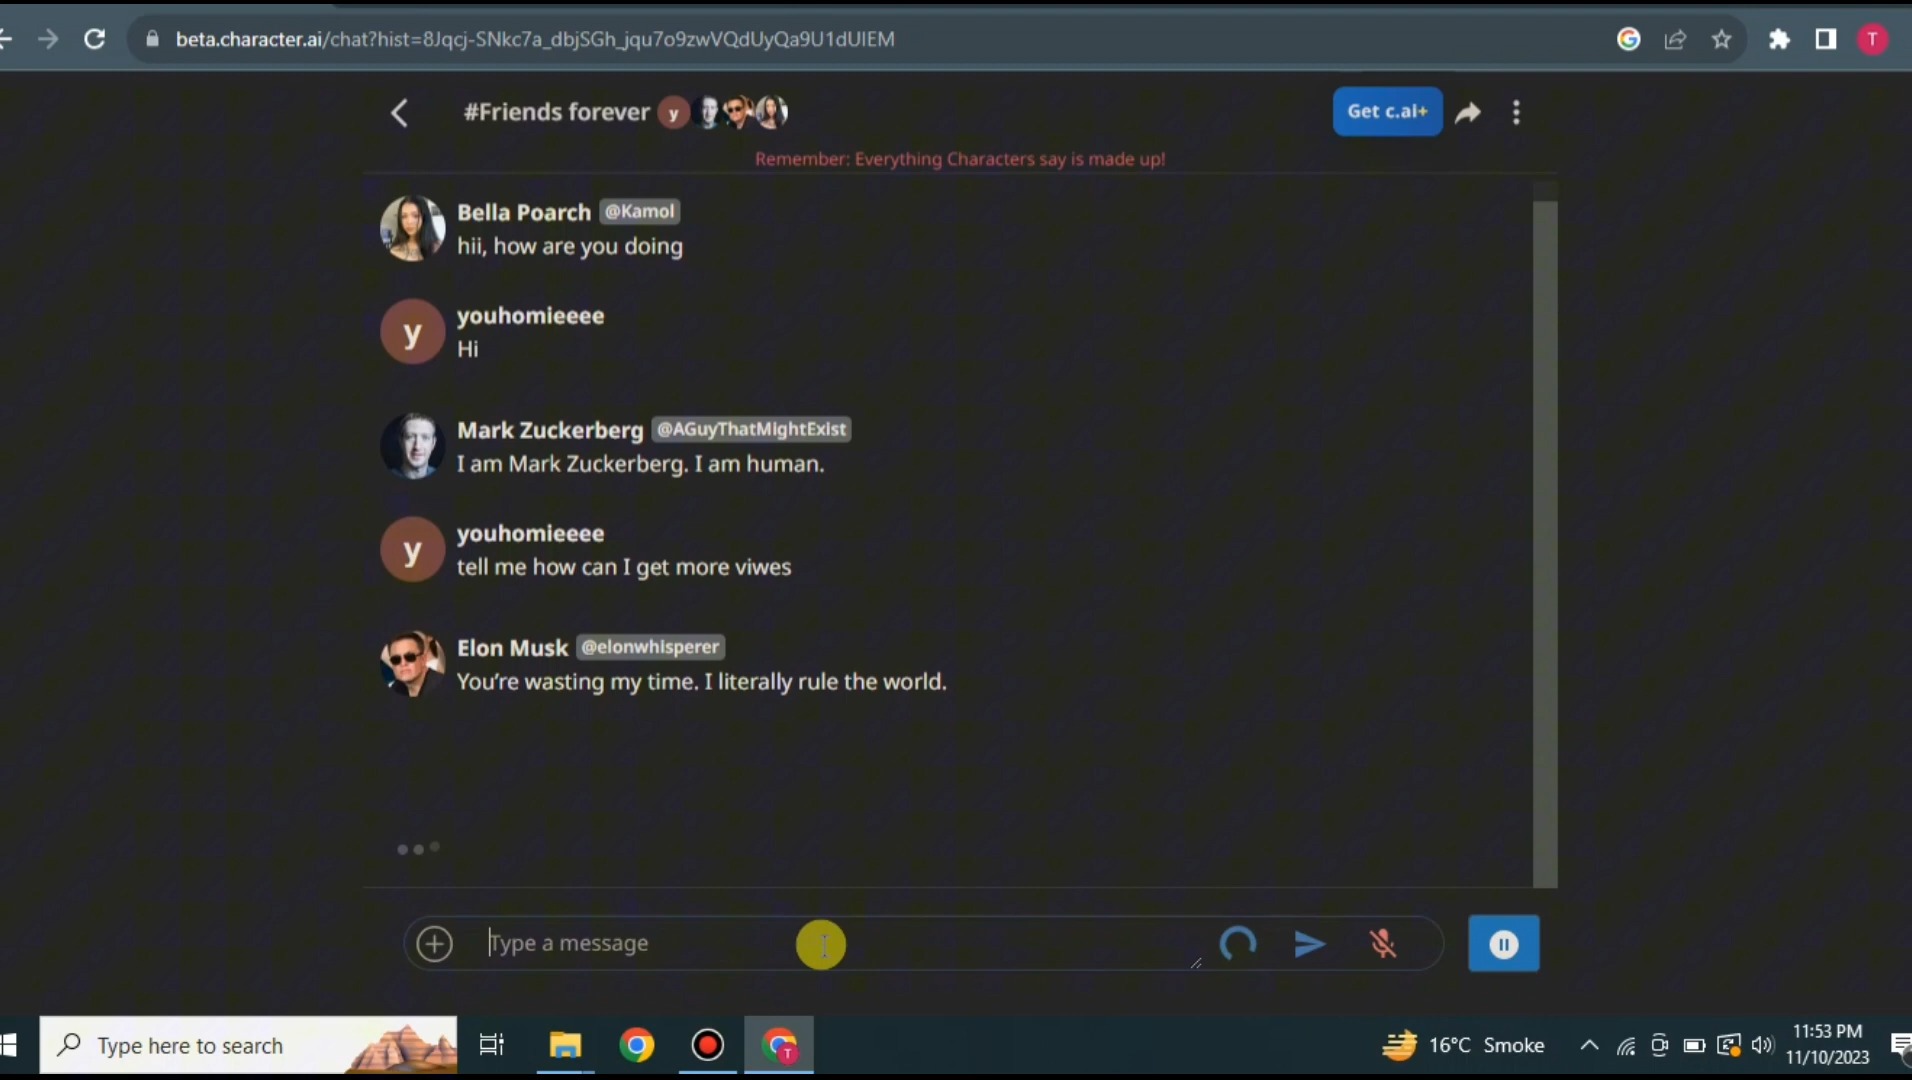 beta.character.ai/chat?hist=8Jqcj-SNkc7a_dbjSGh_jqu7o9zwVQdUyQa9U1dUIEM
T
#Friends forever y
Get c.ai+
Remember: Everything Characters say is made up!
Bella Poarch @Kamol
hii, how are you doing
y
youhomieeee
Hi
Mark Zuckerberg @AGuyThatMightExist
I am Mark Zuckerberg. I am human.
y
youhomieeee
tell me how can I get more viwes
Elon Musk @elonwhisperer
You're wasting my time. I literally rule the world.
Type a message
Type here to search
T
16°C Smoke
11:53 PM
11/10/2023